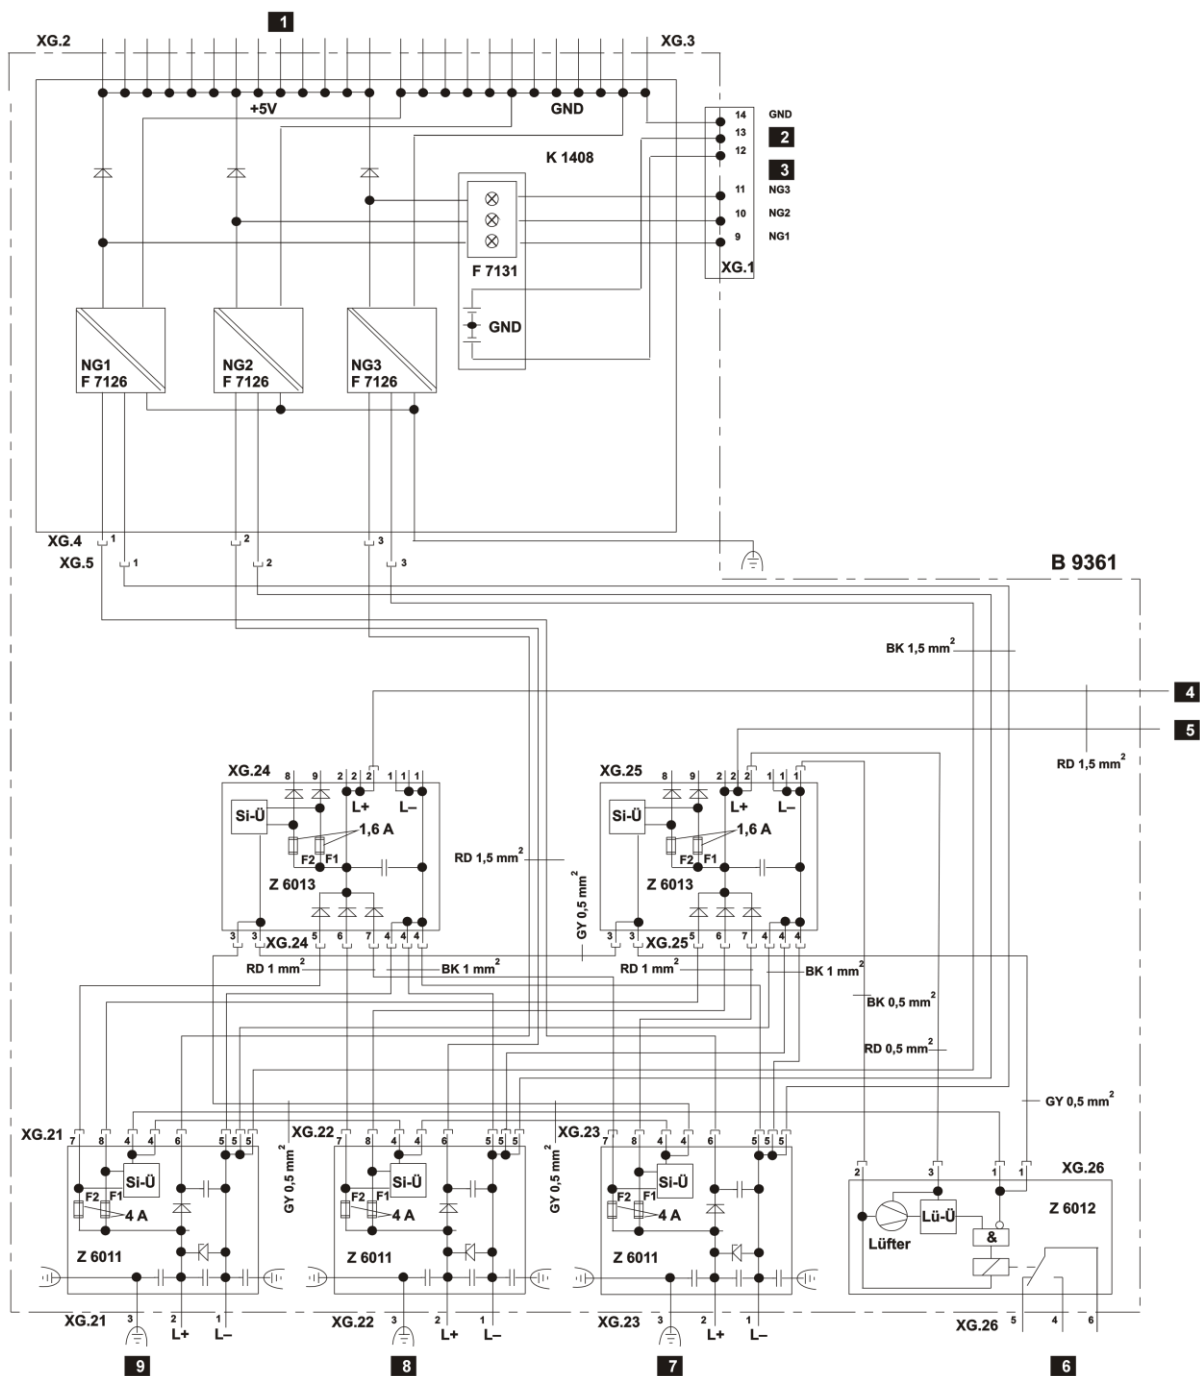 1
XG.2
XG.3
+5V
GND
14 GND
13
2
12
3
K 1408
11 NG3
10 NG2
9 NG1
XG.1
F 7131
GND
NG1
F 7126
NG2
F 7126
NG3
F 7126
XG.4 1 2 3
XG.5 1 2 3
B 9361
BK 1,5 mm²
4
5
RD 1,5 mm²
XG.24 8 9 2 2 2 1 1 1
XG.25 8 9 2 2 2 1 1 1
L+ L–
L+ L–
Si-Ü
Si-Ü
1,6 A
1,6 A
F2 F1
F2 F1
RD 1,5 mm²
GY 0,5 mm²
Z 6013
Z 6013
3 3 XG.24 5 6 7 4 4 4
3 3 XG.25 5 6 7 4 4 4
RD 1 mm²
BK 1 mm²
RD 1 mm²
BK 1 mm²
BK 0,5 mm²
RD 0,5 mm²
GY 0,5 mm²
XG.21 7 8 4 4 6 5 5 5
XG.22 7 8 4 4 6 5 5 5
XG.23 7 8 4 4 6 5 5 5
GY 0,5 mm²
GY 0,5 mm²
2 3 1 1
XG.26
Si-Ü
Si-Ü
Si-Ü
F2 F1
F2 F1
F2 F1
4 A
4 A
4 A
Z 6011
Z 6011
Z 6011
Z 6012
Lü-Ü
Lüfter
&
XG.21 3 2 1
L+ L–
XG.22 3 2 1
L+ L–
XG.23 3 2 1
L+ L–
XG.26 5 4 6
9
8
7
6